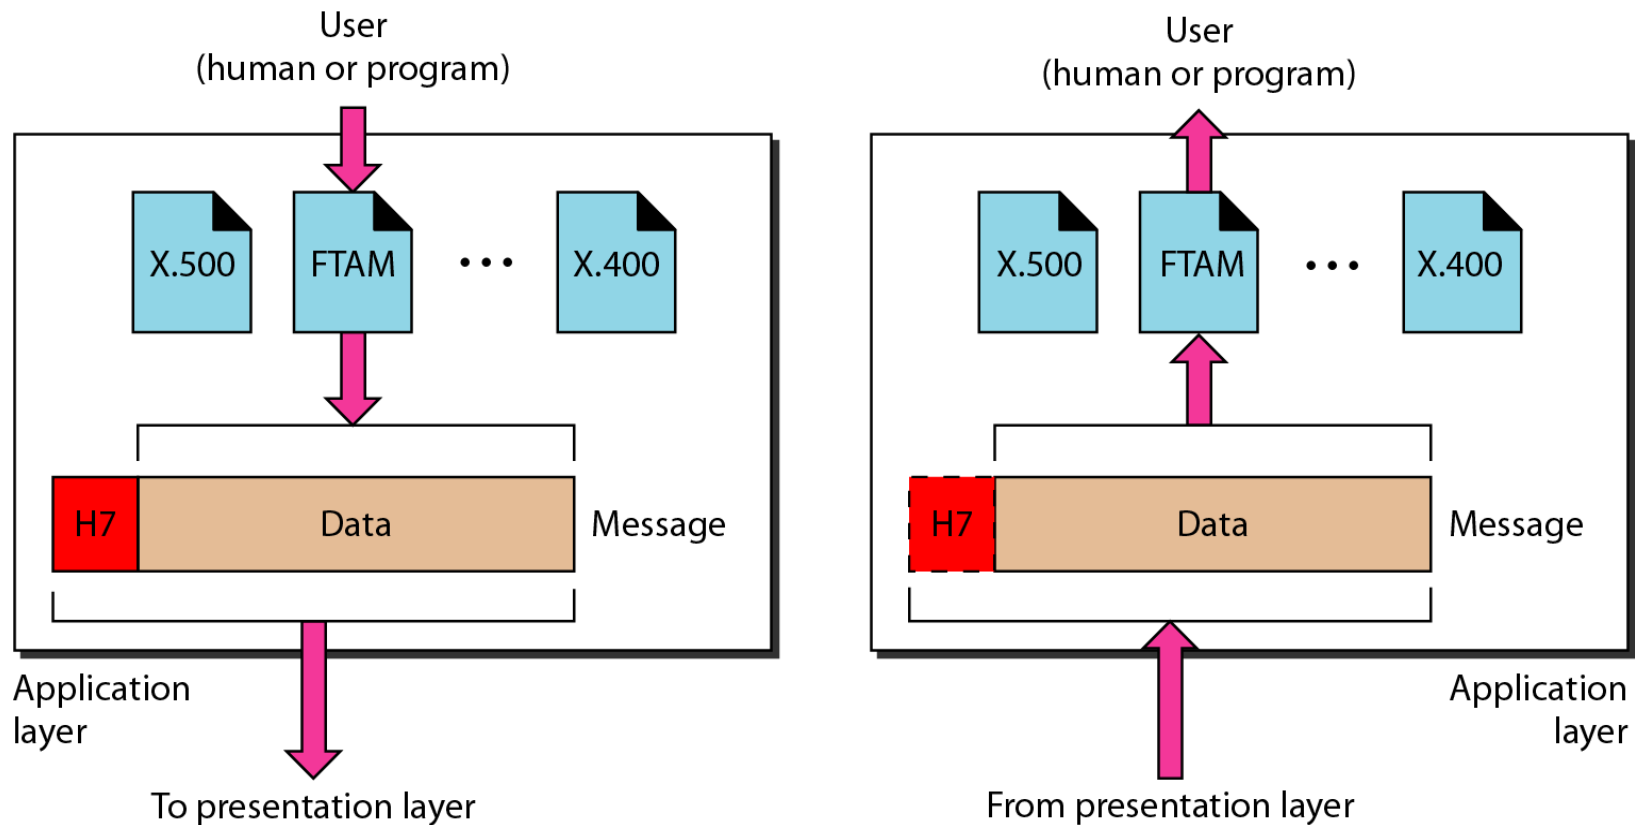 User
(human or program)
X.500
FTAM
...
X.400
H7
Data
Message
Application
layer
To presentation layer
User
(human or program)
X.500
FTAM
...
X.400
H7
Data
Message
Application
layer
From presentation layer